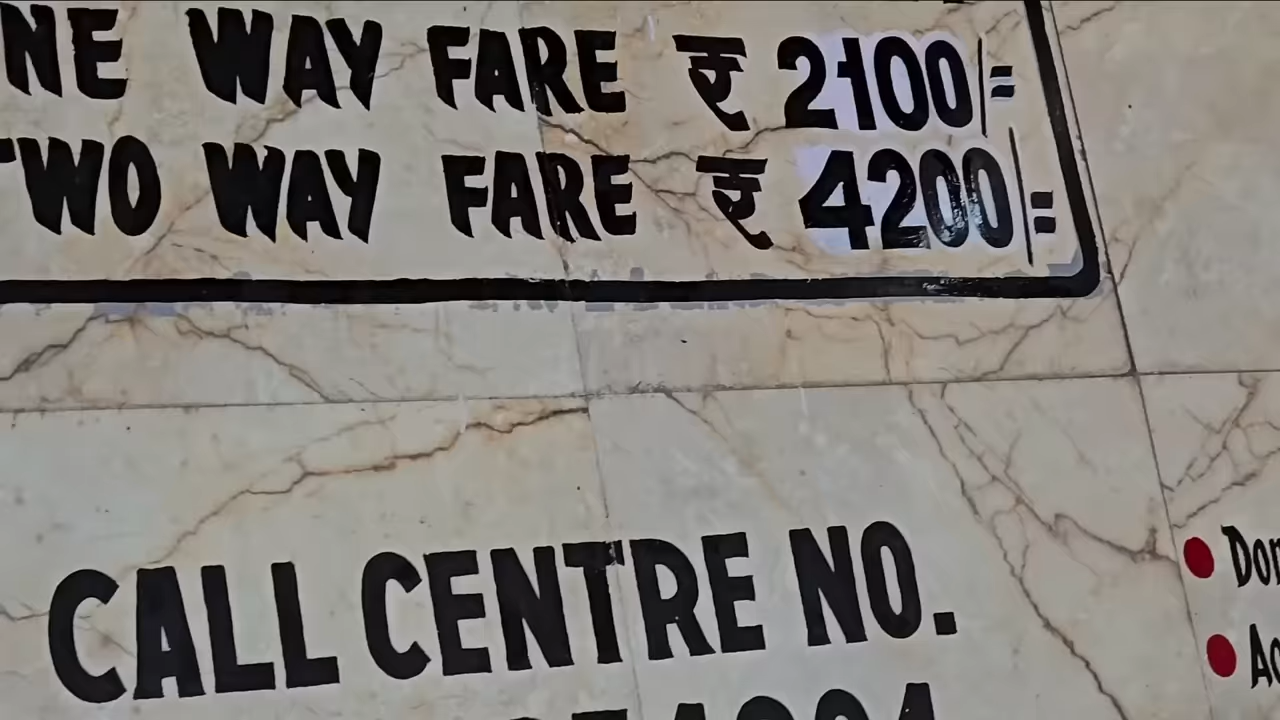 NE WAY FARE ₹ 2100/=
TWO WAY FARE ₹ 4200/=
CALL CENTRE NO.